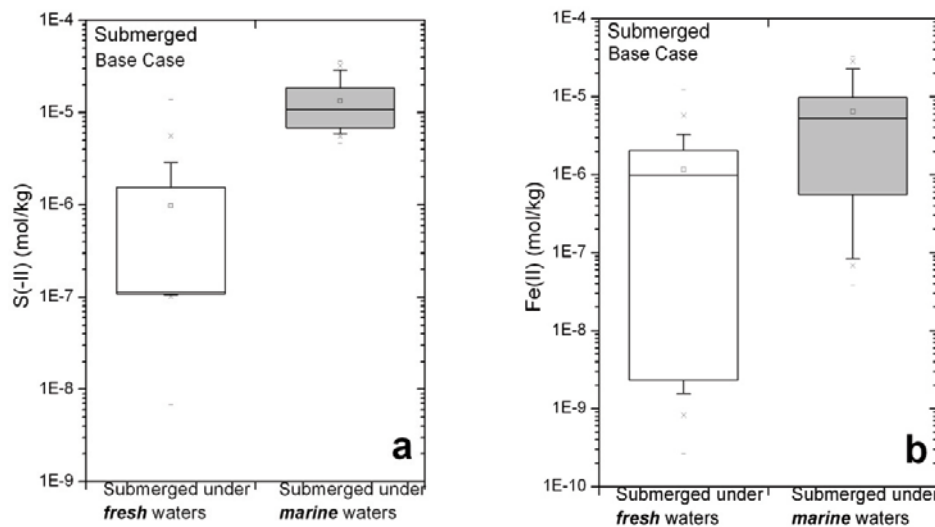 Submerged
Base Case
S(-II) (mol/kg)
1E-4
1E-5
1E-6
1E-7
1E-8
1E-9
a
Submerged under
fresh waters
Submerged under
marine waters
Submerged
Base Case
Fe(II) (mol/kg)
1E-4
1E-5
1E-6
1E-7
1E-8
1E-9
1E-10
b
Submerged under
fresh waters
Submerged under
marine waters